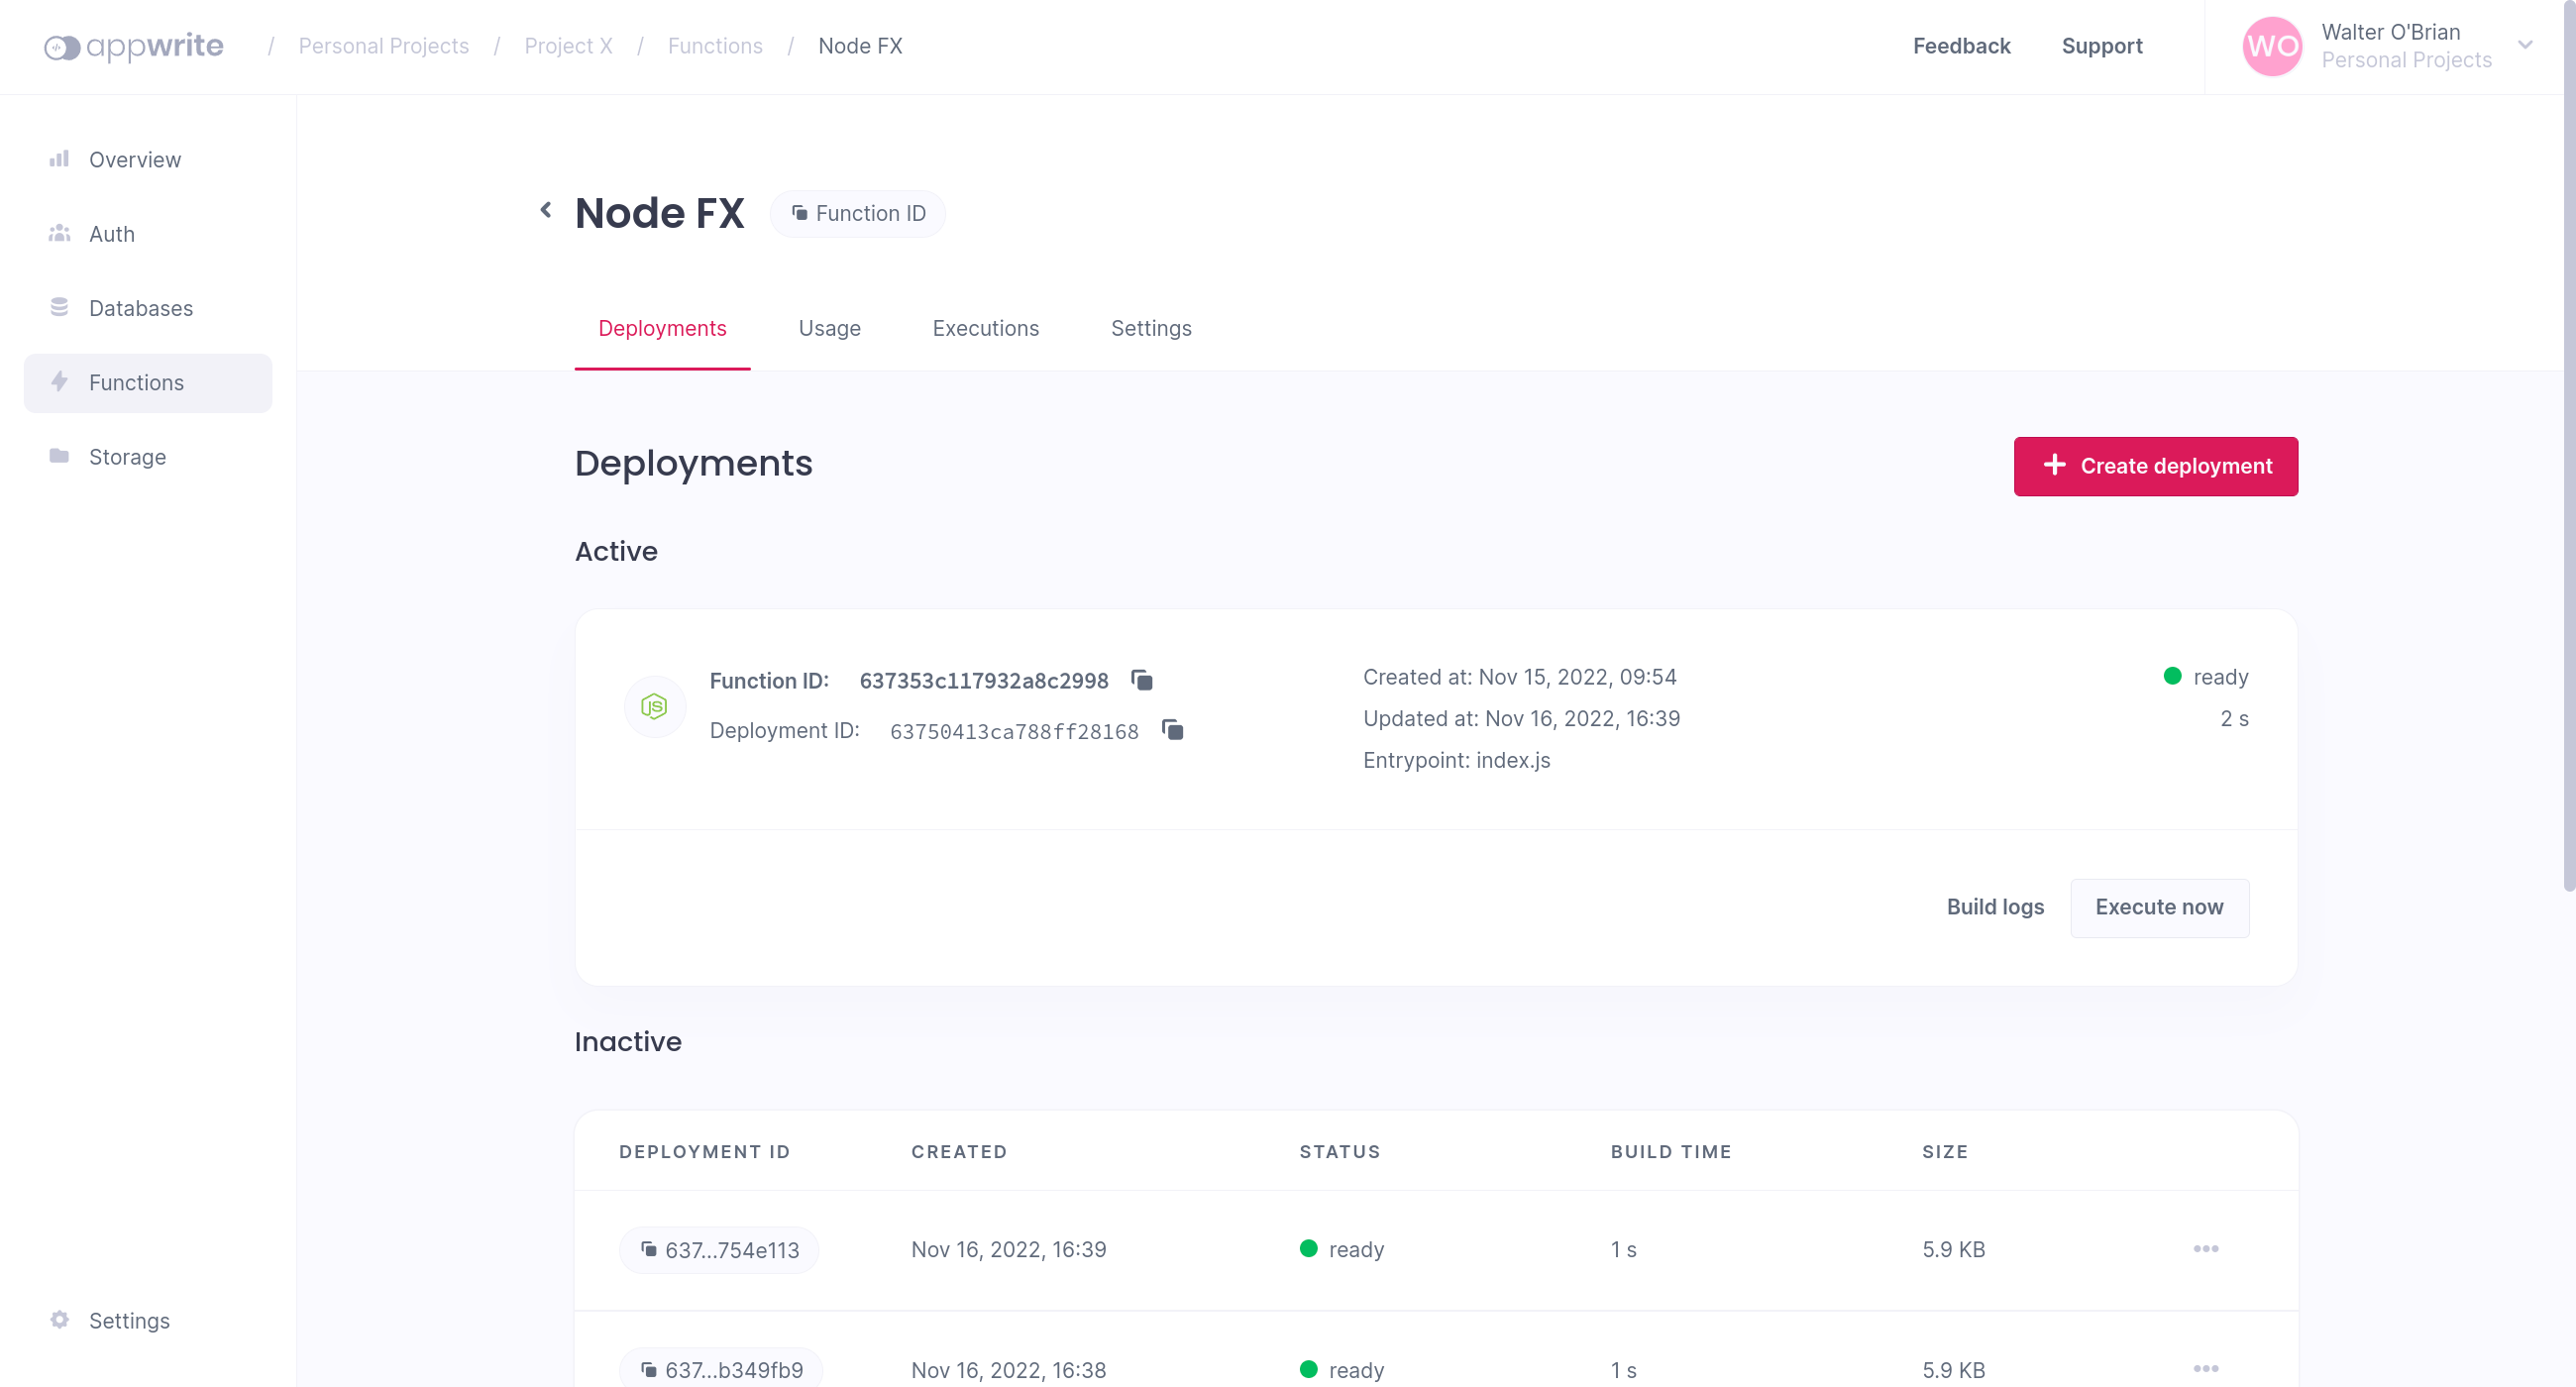 appwrite / Personal Projects / Project X / Functions / Node FX
Feedback Support
WO Walter O'Brian
Personal Projects
Overview
Auth
Databases
Functions
Storage
Settings
Node FX Function ID
Deployments Usage Executions Settings
Deployments
+ Create deployment
Active
JS
Function ID: 637353c117932a8c2998
Deployment ID: 63750413ca788ff28168
Created at: Nov 15, 2022, 09:54
Updated at: Nov 16, 2022, 16:39
Entrypoint: index.js
ready
2 s
Build logs Execute now
Inactive
DEPLOYMENT ID CREATED STATUS BUILD TIME SIZE
637...754e113 Nov 16, 2022, 16:39 ready 1 s 5.9 KB
637...b349fb9 Nov 16, 2022, 16:38 ready 1 s 5.9 KB